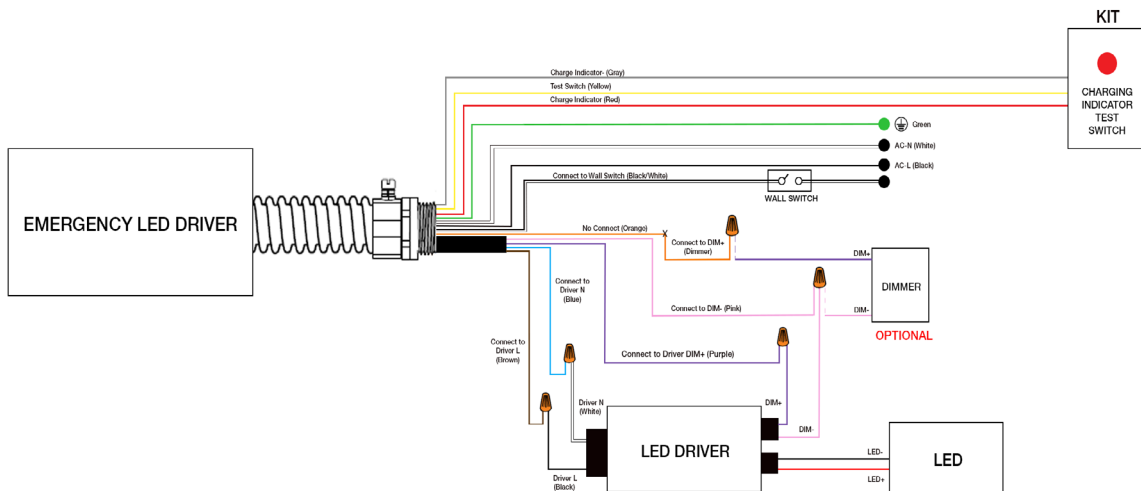 KIT
Charge Indicator- (Gray)
Test Switch (Yellow)
Charge Indicator (Red)
CHARGING
INDICATOR
TEST
SWITCH
Green
AC-N (White)
AC-L (Black)
Connect to Wall Switch (Black/White)
WALL SWITCH
EMERGENCY LED DRIVER
No Connoct (Orange)
x
Connect to DIM+
(Dimmer)
DIM+
DIMMER
DIM-
OPTIONAL
Connect to
Driver N
(Blue)
Connect to DIM- (Pink)
Connect to
Driver L
(Brown)
Connect to Driver DIM+ (Purple)
Driver N
(White)
DIM+
DIM-
LED DRIVER
LED-
LED+
LED
Driver L
(Black)